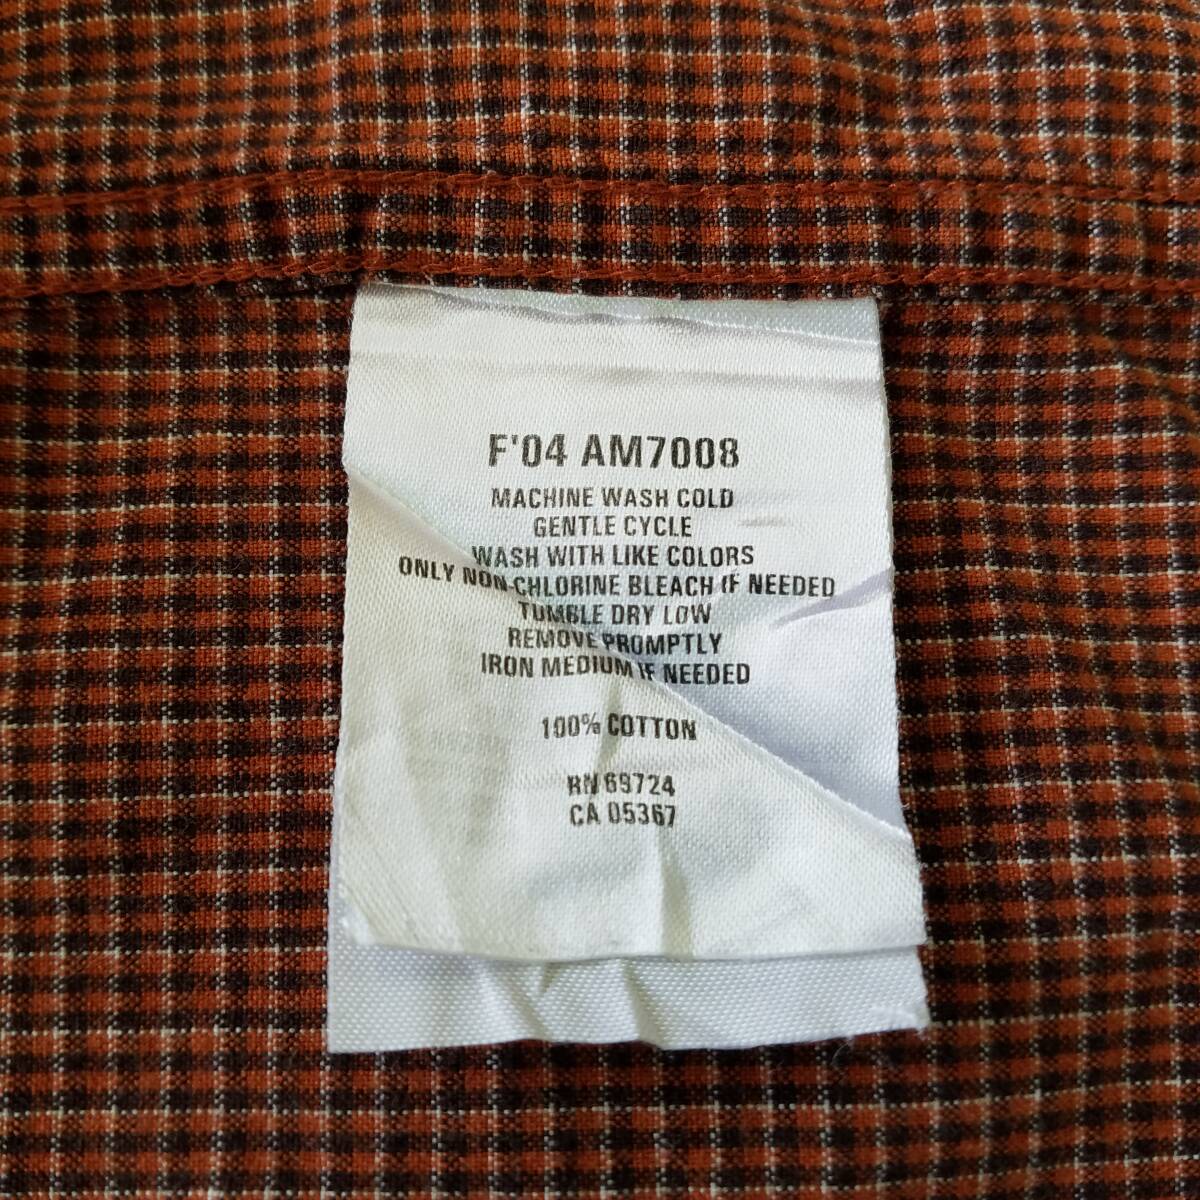 F'04 AM7008
MACHINE WASH COLD
GENTLE CYCLE
WASH WITH LIKE COLORS
ONLY NON-CHLORINE BLEACH IF NEEDED
TUMBLE DRY LOW
REMOVE PROMPTLY
IRON MEDIUM IF NEEDED
100% COTTON
RN 69724
CA 05367